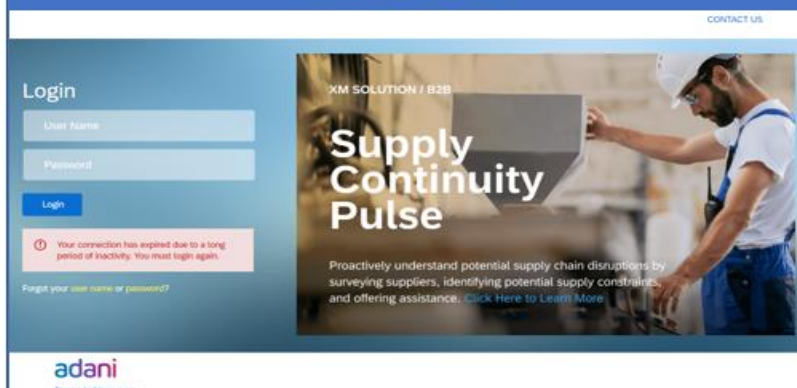 CONTACT US
Login
User Name
Password
Login
Your connection has expired due to a long
period of inactivity. You must login again.
Forgot your user name or password?
XM SOLUTION / B2B
Supply
Continuity
Pulse
Proactively understand potential supply chain disruptions by
surveying suppliers, identifying potential supply constraints,
and offering assistance. Click Here to Learn More
adani